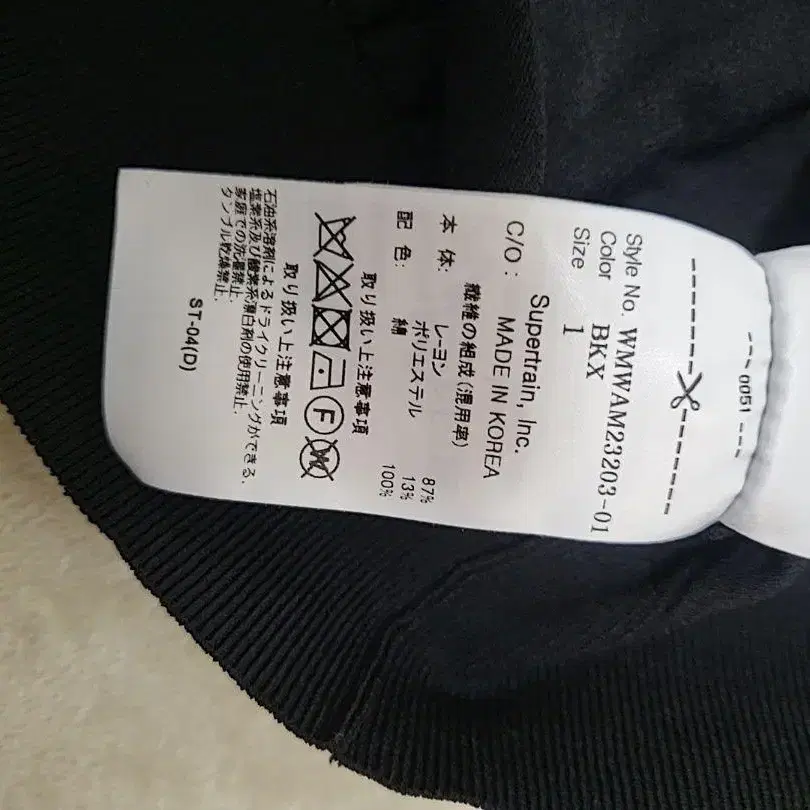 --- 0051 ---
Style No. WMWAM23203-01
Color BKX
Size 1
C/O: Supertrain, Inc.
MADE IN KOREA
繊維の組成(混用率)
本 体: レーヨン 87%
ポリエステル 13%
配 色: 綿 100%
取り扱い上注意事項
F W
取り扱い上注意事項
石油系溶剤によるドライクリーニングができる.
塩素系及び酸素系漂白剤の使用禁止.
家庭での洗濯禁止.
タンブル乾燥禁止.
ST-04(D)